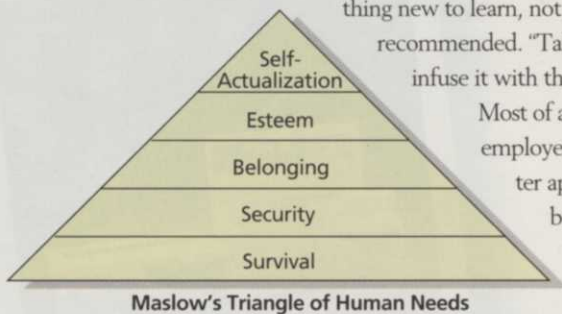 thing new to learn, not
recommended. “Ta
infuse it with th
Most of a
employe
ter ap
b
Self-
Actualization
Esteem
Belonging
Security
Survival
Maslow's Triangle of Human Needs